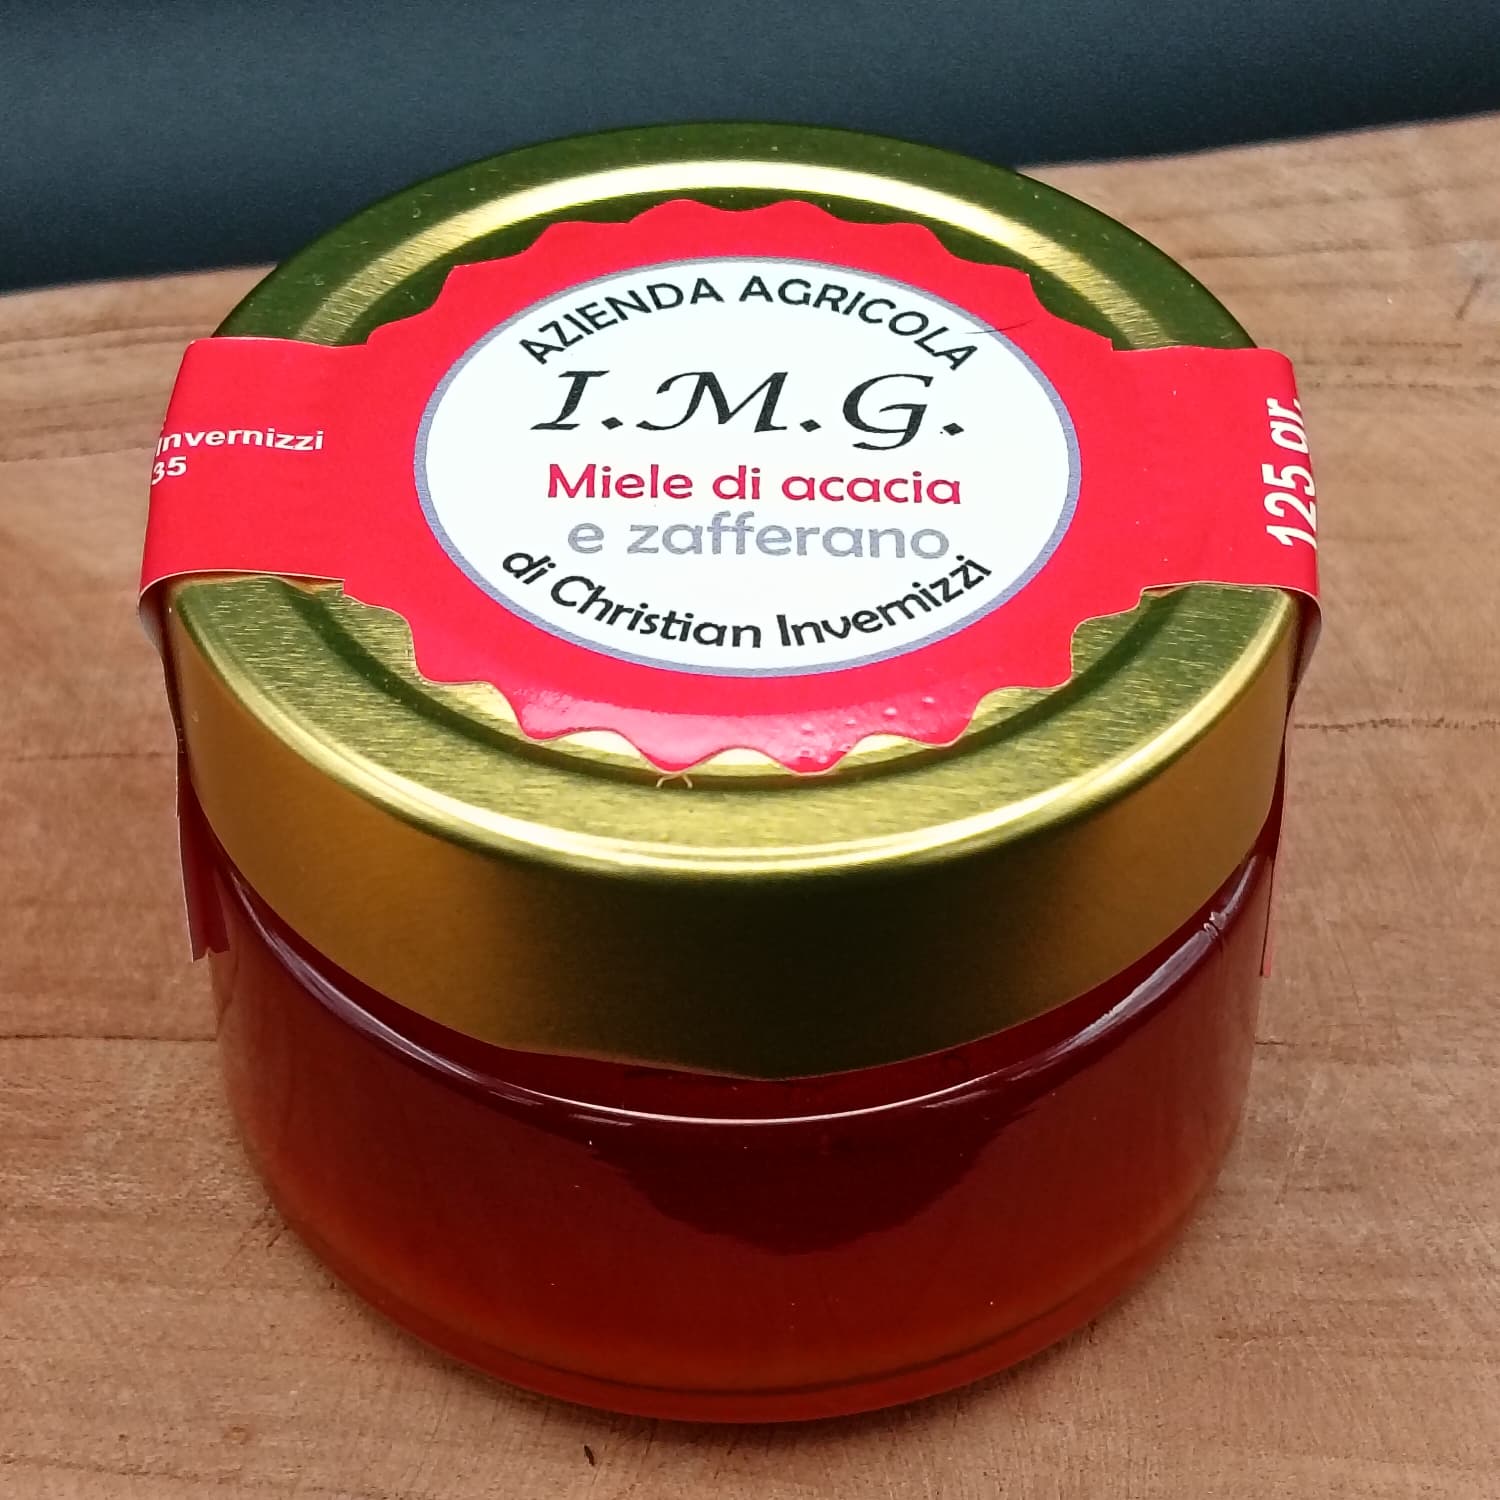 AZIENDA AGRICOLA
I.M.G.
Miele di acacia
e zafferano
di Christian Invernizzi
Invernizzi
35
125 gr.